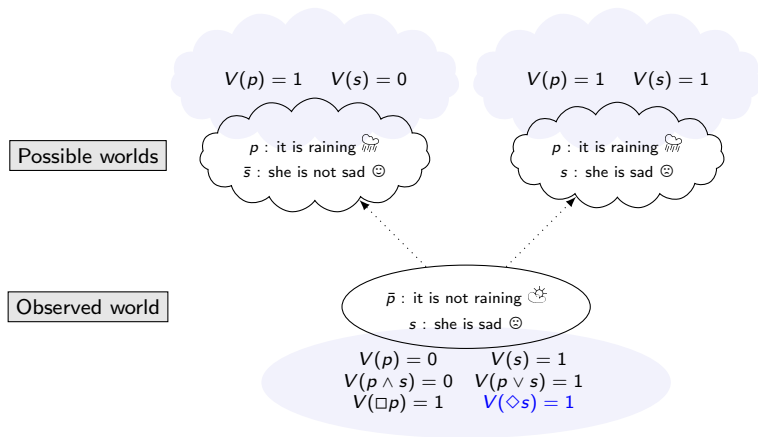 V(p) = 1 V(s) = 0
V(p) = 1 V(s) = 1
Possible worlds
p : it is raining
s̄ : she is not sad ☺
p : it is raining
s : she is sad ☹
Observed world
p̄ : it is not raining
s : she is sad ☹
V(p) = 0 V(s) = 1
V(p ∧ s) = 0 V(p ∨ s) = 1
V(□p) = 1 V(◇s) = 1